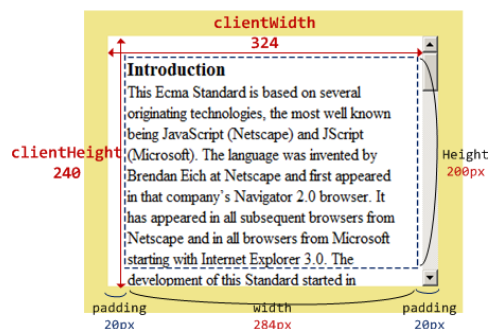 clientWidth
324
Introduction
This Ecma Standard is based on several
originating technologies, the most well known
being JavaScript (Netscape) and JScript
(Microsoft). The language was invented by
Brendan Eich at Netscape and first appeared
in that company's Navigator 2.0 browser. It
has appeared in all subsequent browsers from
Netscape and in all browsers from Microsoft
starting with Internet Explorer 3.0. The
development of this Standard started in
clientHeight
240
Height
200px
padding
20px
width
284px
padding
20px